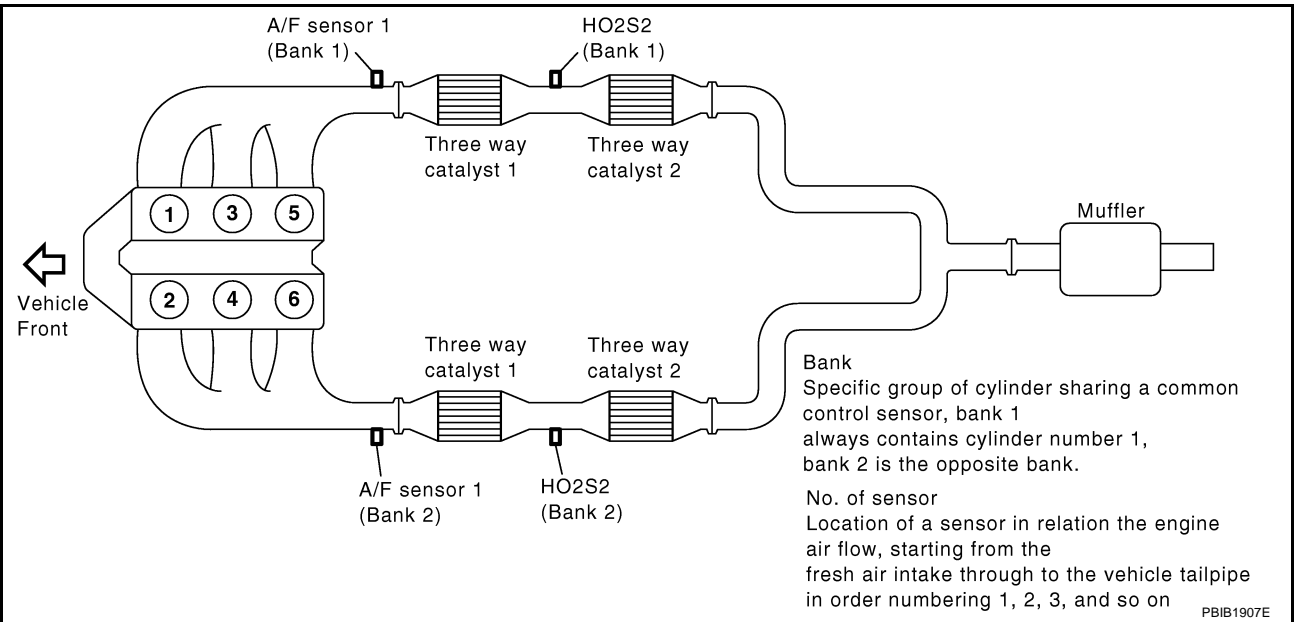 A/F sensor 1
(Bank 1)
HO2S2
(Bank 1)
Three way
catalyst 1
Three way
catalyst 2
1
3
5
Muffler
Vehicle
Front
2
4
6
Three way
catalyst 1
Three way
catalyst 2
A/F sensor 1
(Bank 2)
HO2S2
(Bank 2)
Bank
Specific group of cylinder sharing a common
control sensor, bank 1
always contains cylinder number 1,
bank 2 is the opposite bank.
No. of sensor
Location of a sensor in relation the engine
air flow, starting from the
fresh air intake through to the vehicle tailpipe
in order numbering 1, 2, 3, and so on
PBIB1907E